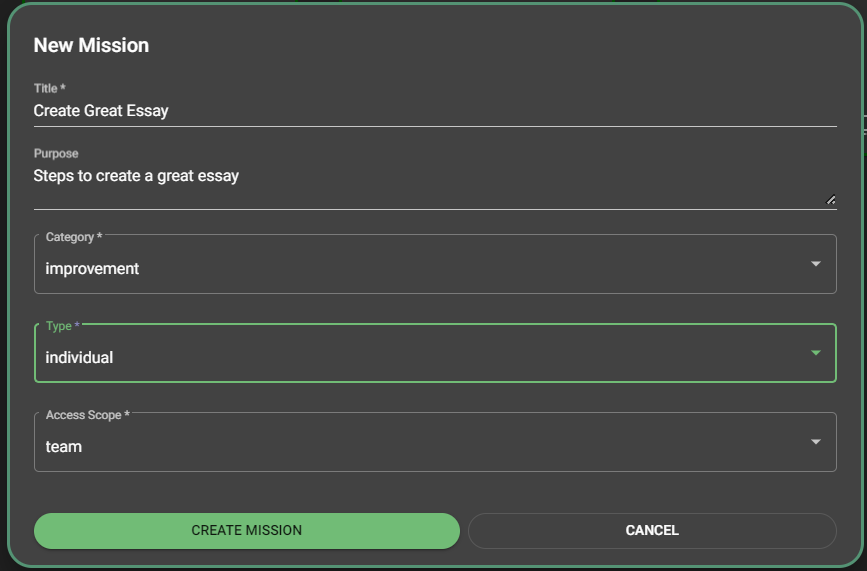 New Mission
Title *
Create Great Essay
Purpose
Steps to create a great essay
Category *
improvement
Type *
individual
Access Scope *
team
CREATE MISSION
CANCEL